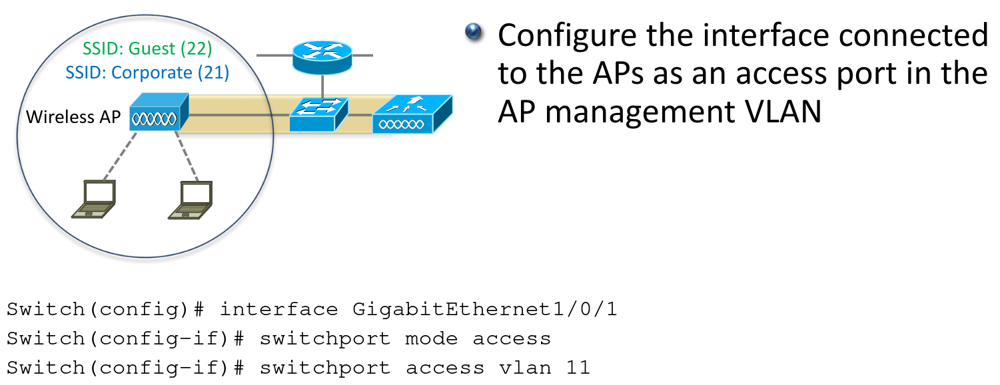 SSID: Guest (22)
SSID: Corporate (21)
Wireless AP
Configure the interface connected
to the APs as an access port in the
AP management VLAN
Switch(config)# interface GigabitEthernet1/0/1
Switch(config-if)# switchport mode access
Switch(config-if)# switchport access vlan 11